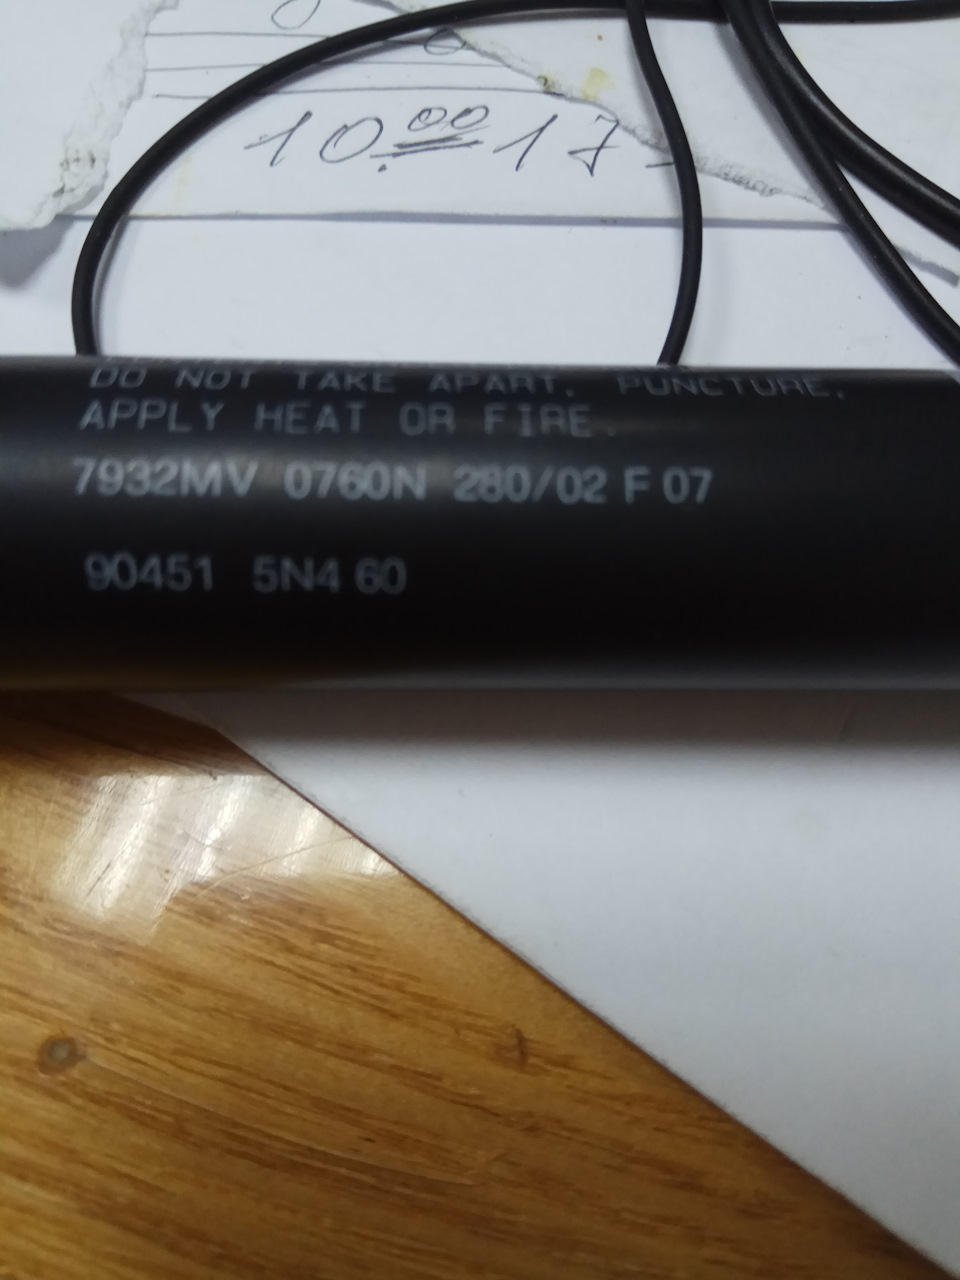 10.00 17
DO NOT TAKE APART, PUNCTURE,
APPLY HEAT OR FIRE.
7932MV 0760N 280/02 F 07
90451 5N4 60